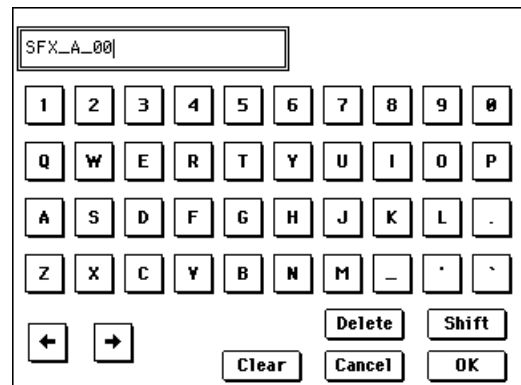 SFX_A_00
1 2 3 4 5 6 7 8 9 0
Q W E R T Y U I O P
A S D F G H J K L .
Z X C V B N M _ · `
← →
Delete Shift
Clear Cancel OK